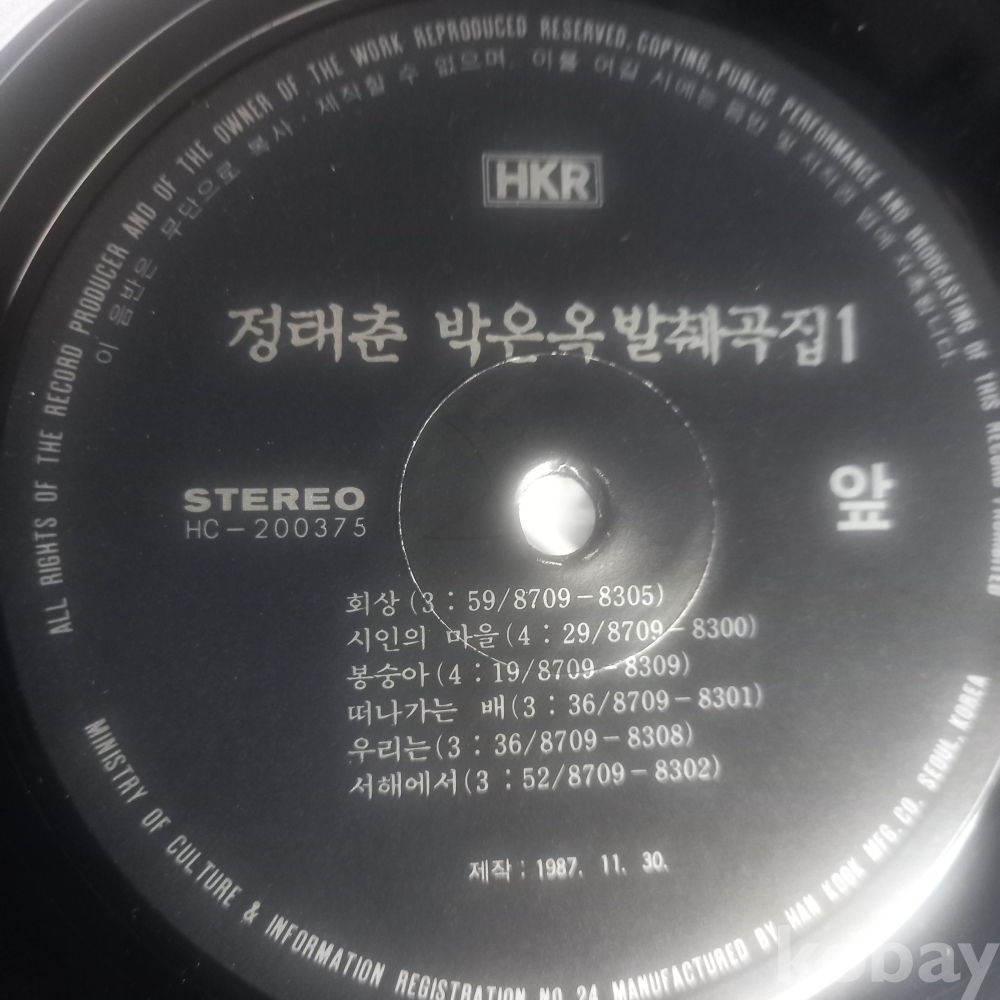 ALL RIGHTS OF THE RECORD PRODUCER AND OF THE OWNER OF THE WORK REPRODUCED RESERVED. COPYING, PUBLIC PERFORMANCE AND BROADCASTING OF THIS RECORD PROHIBITED
이 음반은 무단으로 복사·제작할 수 없으며, 이를 어길 시에는
HKR
정태춘 박은옥 발췌곡집 1
STEREO
HC-200375
앞
회상 (3 : 59/8709-8305)
시인의 마을 (4 : 29/8709-8300)
봉숭아 (4 : 19/8709-8309)
떠나가는 배 (3 : 36/8709-8301)
우리는 (3 : 36/8709-8308)
서해에서 (3 : 52/8709-8302)
제작 : 1987. 11. 30.
MINISTRY OF CULTURE & INFORMATION REGISTRATION NO. 24 MANUFACTURED BY HAN KOOK MFG. CO. SEOUL, KOREA
kobay